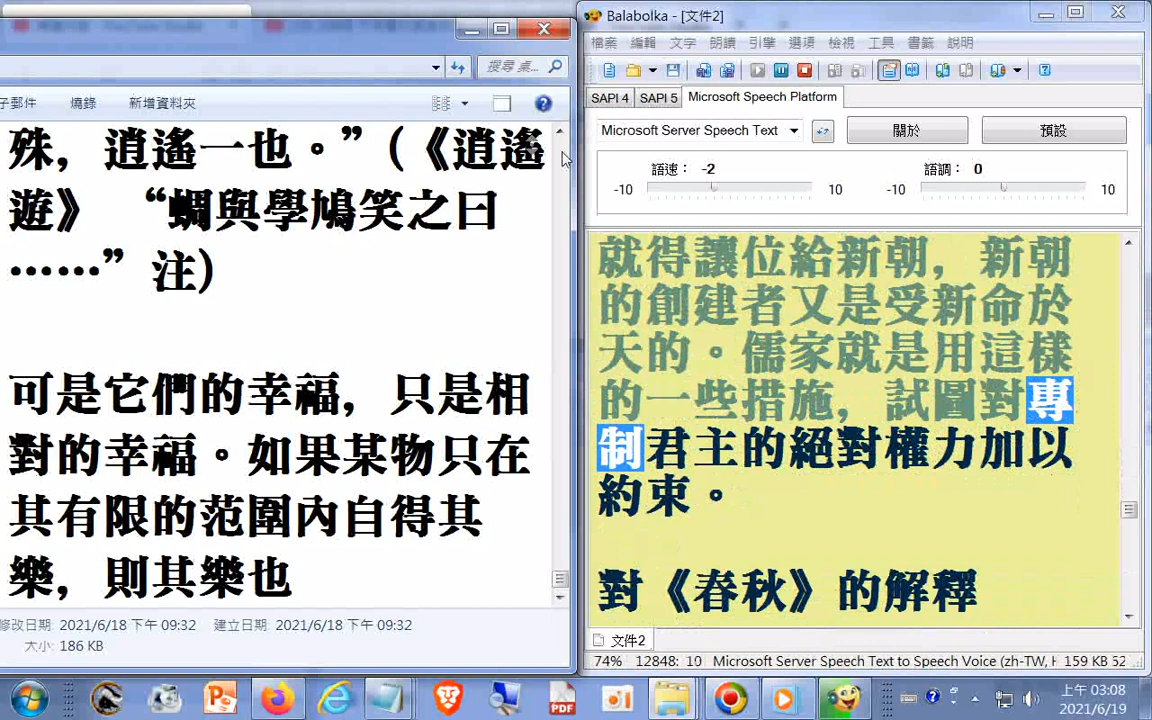 搜尋 桌...
子郵件 燒錄 新增資料夾
殊，逍遙一也。”(《逍遙
遊》 “蜩與學鳩笑之曰
……”注)
可是它們的幸福，只是相
對的幸福。如果某物只在
其有限的范圍內自得其
樂，則其樂也
修改日期: 2021/6/18 下午 09:32 建立日期: 2021/6/18 下午 09:32
大小: 186 KB
Balabolka - [文件2]
檔案 編輯 文字 朗讀 引擎 選項 檢視 工具 書籤 說明
SAPI 4 SAPI 5 Microsoft Speech Platform
Microsoft Server Speech Text 關於 預設
語速: -2 語調: 0
-10 10 -10 10
就得讓位給新朝，新朝
的創建者又是受新命於
天的。儒家就是用這樣
的一些措施，試圖對專
制君主的絕對權力加以
約束。
對《春秋》的解釋
文件2
74% 12848: 10 Microsoft Server Speech Text to Speech Voice (zh-TW, H 159 KB 52
PDF
上午 03:08
2021/6/19